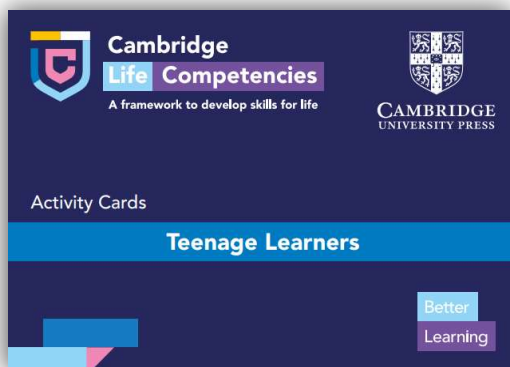 Cambridge
Life Competencies
A framework to develop skills for life
CAMBRIDGE
UNIVERSITY PRESS
Activity Cards
Teenage Learners
Better
Learning